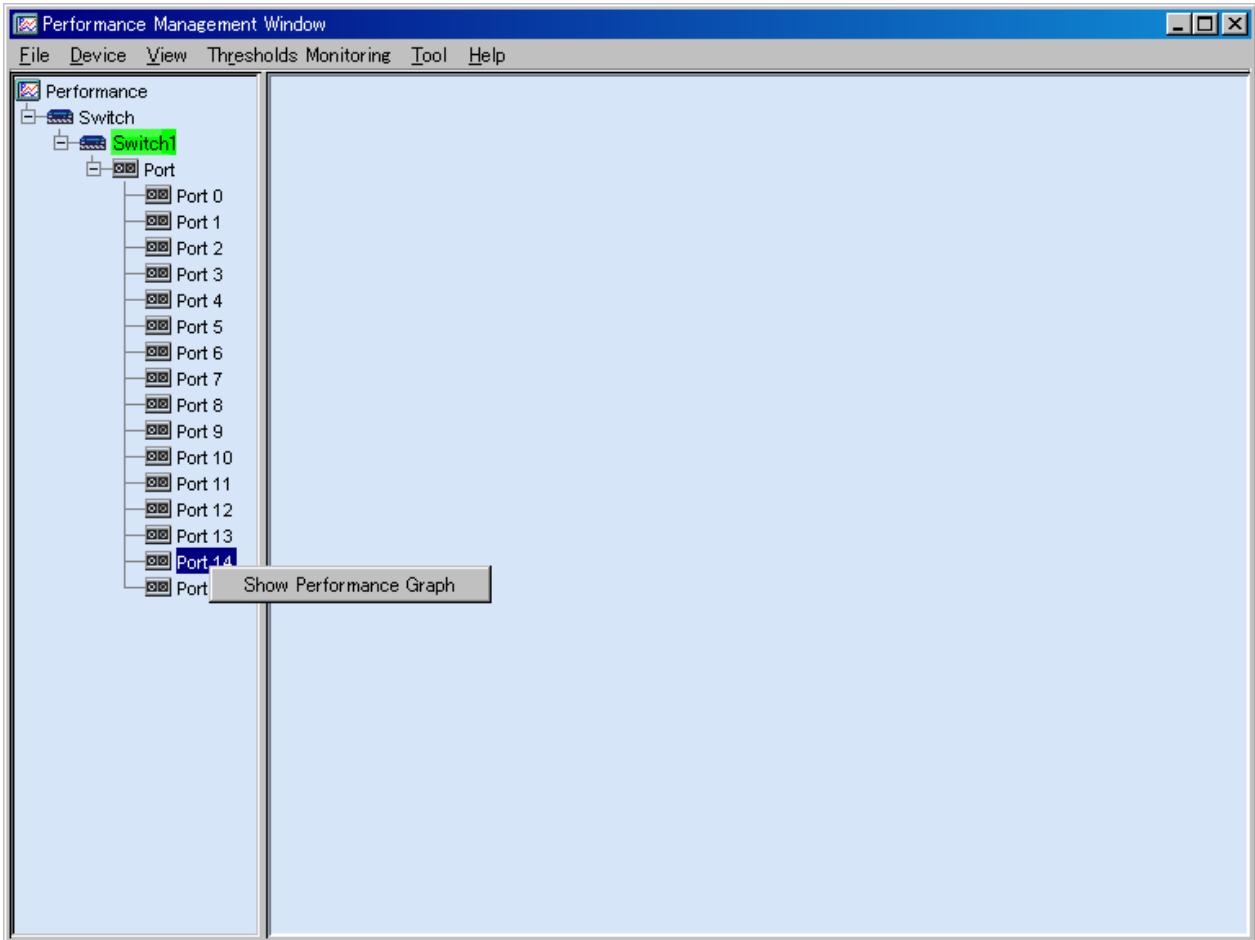 Performance Management Window
File Device View Thresholds Monitoring Tool Help
Performance
Switch
Switch1
Port
Port 0
Port 1
Port 2
Port 3
Port 4
Port 5
Port 6
Port 7
Port 8
Port 9
Port 10
Port 11
Port 12
Port 13
Port 14
Port
Show Performance Graph